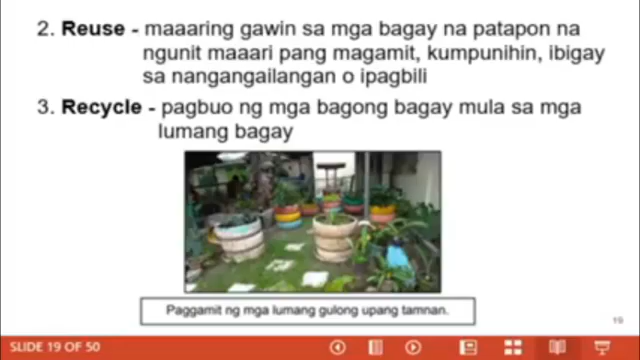 2. Reuse - maaaring gawin sa mga bagay na patapon na
ngunit maaari pang magamit, kumpunihin, ibigay
sa nangangailangan o ipagbili
3. Recycle - pagbuo ng mga bagong bagay mula sa mga
lumang bagay
Paggamit ng mga lumang gulong upang tamnan.
19
SLIDE 19 OF 50